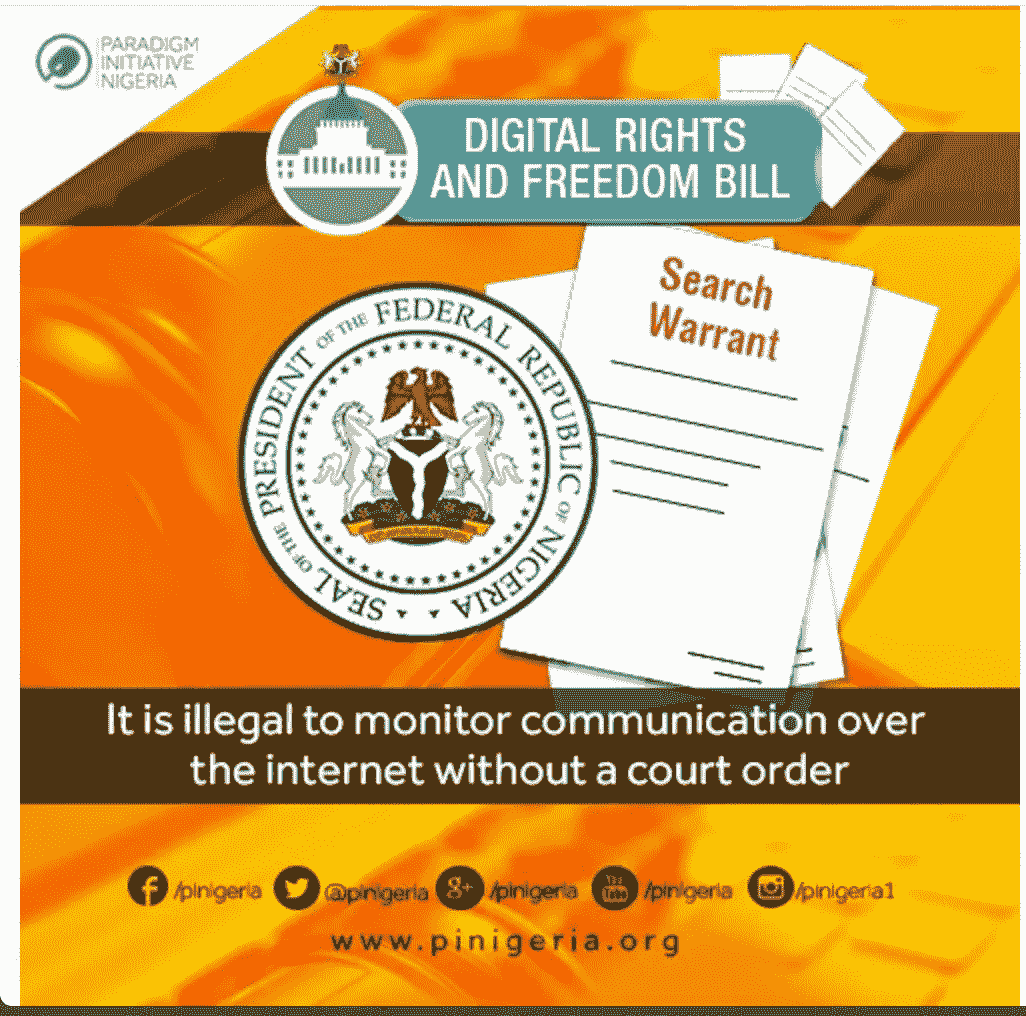 PARADIGM
INITIATIVE
NIGERIA
DIGITAL RIGHTS
AND FREEDOM BILL
Search
Warrant
SEAL OF THE PRESIDENT OF THE FEDERAL REPUBLIC OF NIGERIA
It is illegal to monitor communication over
the internet without a court order
f /pinigeria @pinigeria g+ /pinigeria You Tube /pinigeria /pinigeria1
www.pinigeria.org